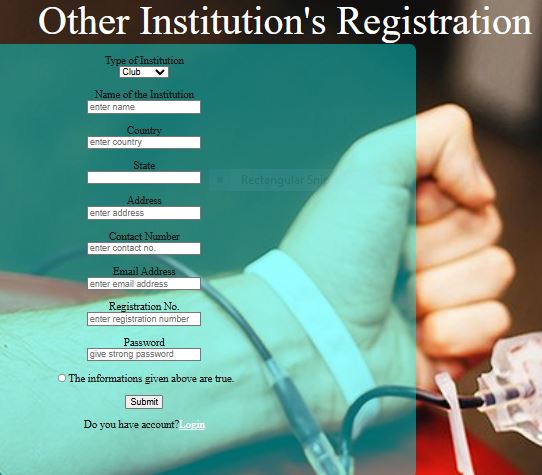 Other Institution's Registration
Type of Institution
Club
Name of the Institution
enter name
Country
enter country
State
Rectangular Snip
Address
enter address
Contact Number
enter contact no.
Email Address
enter email address
Registration No.
enter registration number
Password
give strong password
The informations given above are true.
Submit
Do you have account?Login